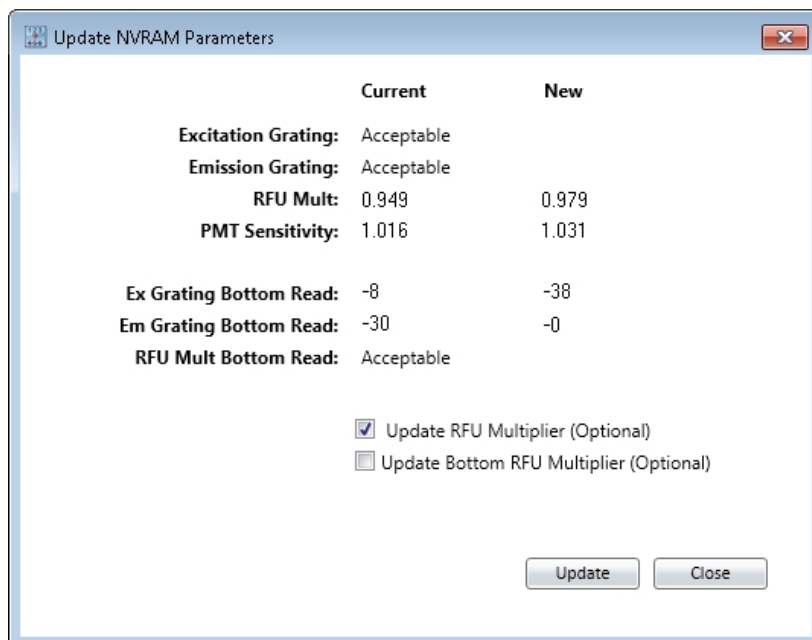 Update NVRAM Parameters
Current New
Excitation Grating: Acceptable
Emission Grating: Acceptable
RFU Mult: 0.949 0.979
PMT Sensitivity: 1.016 1.031
Ex Grating Bottom Read: -8 -38
Em Grating Bottom Read: -30 -0
RFU Mult Bottom Read: Acceptable
Update RFU Multiplier (Optional)
Update Bottom RFU Multiplier (Optional)
Update Close